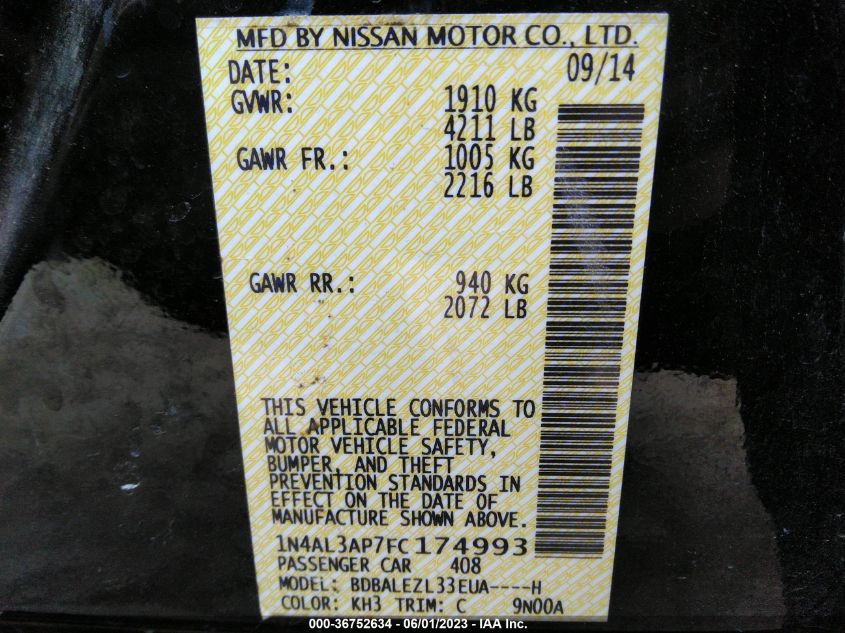 MFD BY NISSAN MOTOR CO., LTD.
DATE: 09/14
GVWR: 1910 KG
4211 LB
GAWR FR.: 1005 KG
2216 LB
GAWR RR.: 940 KG
2072 LB
THIS VEHICLE CONFORMS TO
ALL APPLICABLE FEDERAL
MOTOR VEHICLE SAFETY,
BUMPER, AND THEFT
PREVENTION STANDARDS IN
EFFECT ON THE DATE OF
MANUFACTURE SHOWN ABOVE.
1N4AL3AP7FC174993
PASSENGER CAR 408
MODEL: BDBALEZL33EUA----H
COLOR: KH3 TRIM: C 9N00A
000-36752634 - 06/01/2023 - IAA Inc.